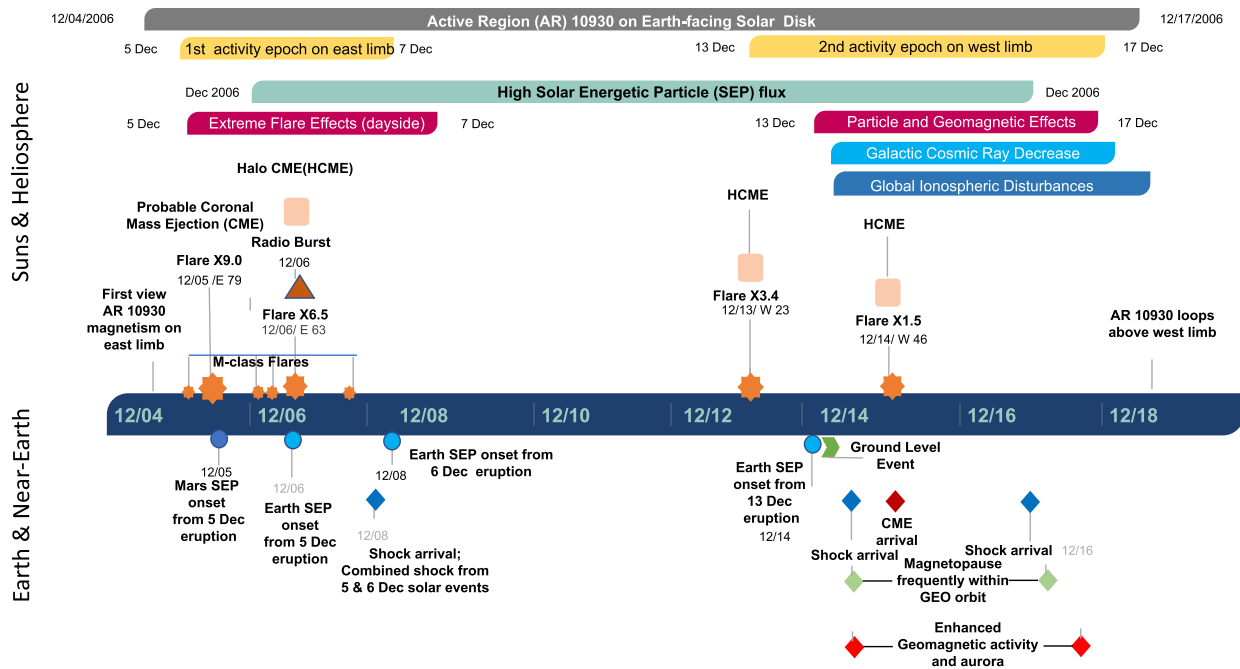 12/04/2006
Active Region (AR) 10930 on Earth-facing Solar Disk
12/17/2006
5 Dec
1st activity epoch on east limb
7 Dec
13 Dec
2nd activity epoch on west limb
17 Dec
Dec 2006
High Solar Energetic Particle (SEP) flux
Dec 2006
5 Dec
Extreme Flare Effects (dayside)
7 Dec
13 Dec
Particle and Geomagnetic Effects
17 Dec
Galactic Cosmic Ray Decrease
Global Ionospheric Disturbances
Suns & Heliosphere
Halo CME(HCME)
Probable Coronal
Mass Ejection (CME)
Radio Burst
12/06
Flare X9.0
12/05 /E 79
Flare X6.5
12/06/ E 63
First view
AR 10930
magnetism on
east limb
M-class Flares
HCME
Flare X3.4
12/13/ W 23
HCME
Flare X1.5
12/14/ W 46
AR 10930 loops
above west limb
12/04
12/06
12/08
12/10
12/12
12/14
12/16
12/18
Earth & Near-Earth
12/05
Mars SEP
onset
from 5 Dec
eruption
12/06
Earth SEP
onset
from 5 Dec
eruption
12/08
Earth SEP onset from
6 Dec eruption
12/08
Shock arrival;
Combined shock from
5 & 6 Dec solar events
Earth SEP
onset from
13 Dec
eruption
12/14
Ground Level
Event
Shock arrival
CME
arrival
Shock arrival
12/16
Magnetopause
frequently within
GEO orbit
Enhanced
Geomagnetic activity
and aurora